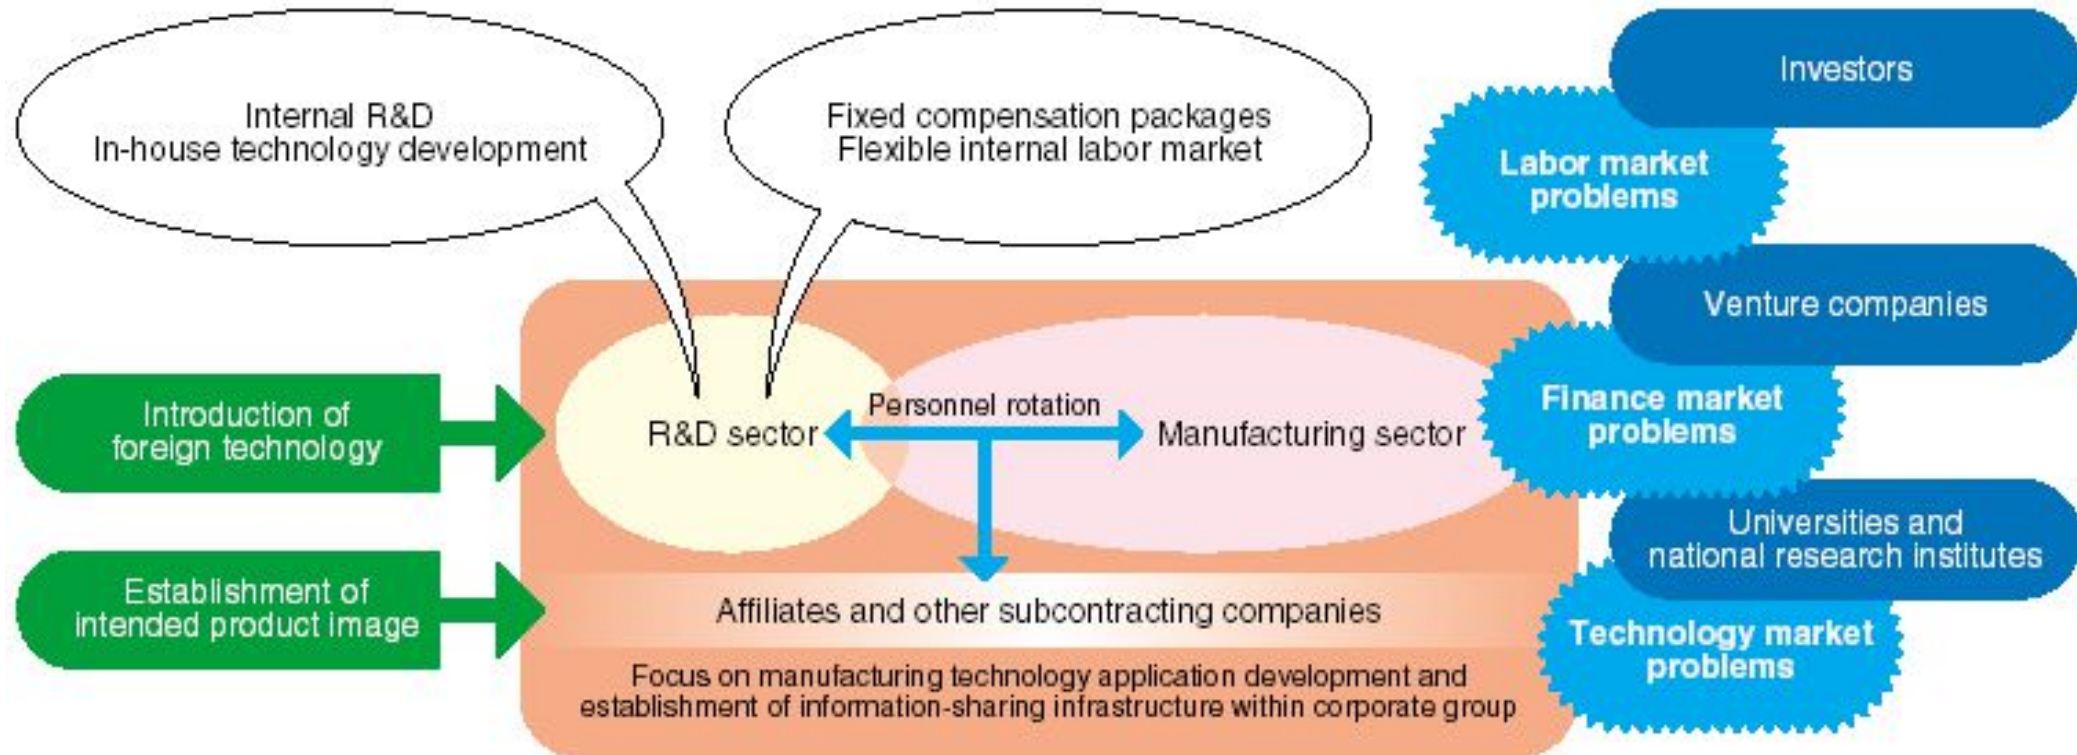 Internal R&D
In-house technology development
Fixed compensation packages
Flexible internal labor market
Investors
Labor market
problems
Venture companies
Finance market
problems
Universities and
national research institutes
Technology market
problems
Introduction of
foreign technology
Establishment of
intended product image
R&D sector
Personnel rotation
Manufacturing sector
Affiliates and other subcontracting companies
Focus on manufacturing technology application development and
establishment of information-sharing infrastructure within corporate group